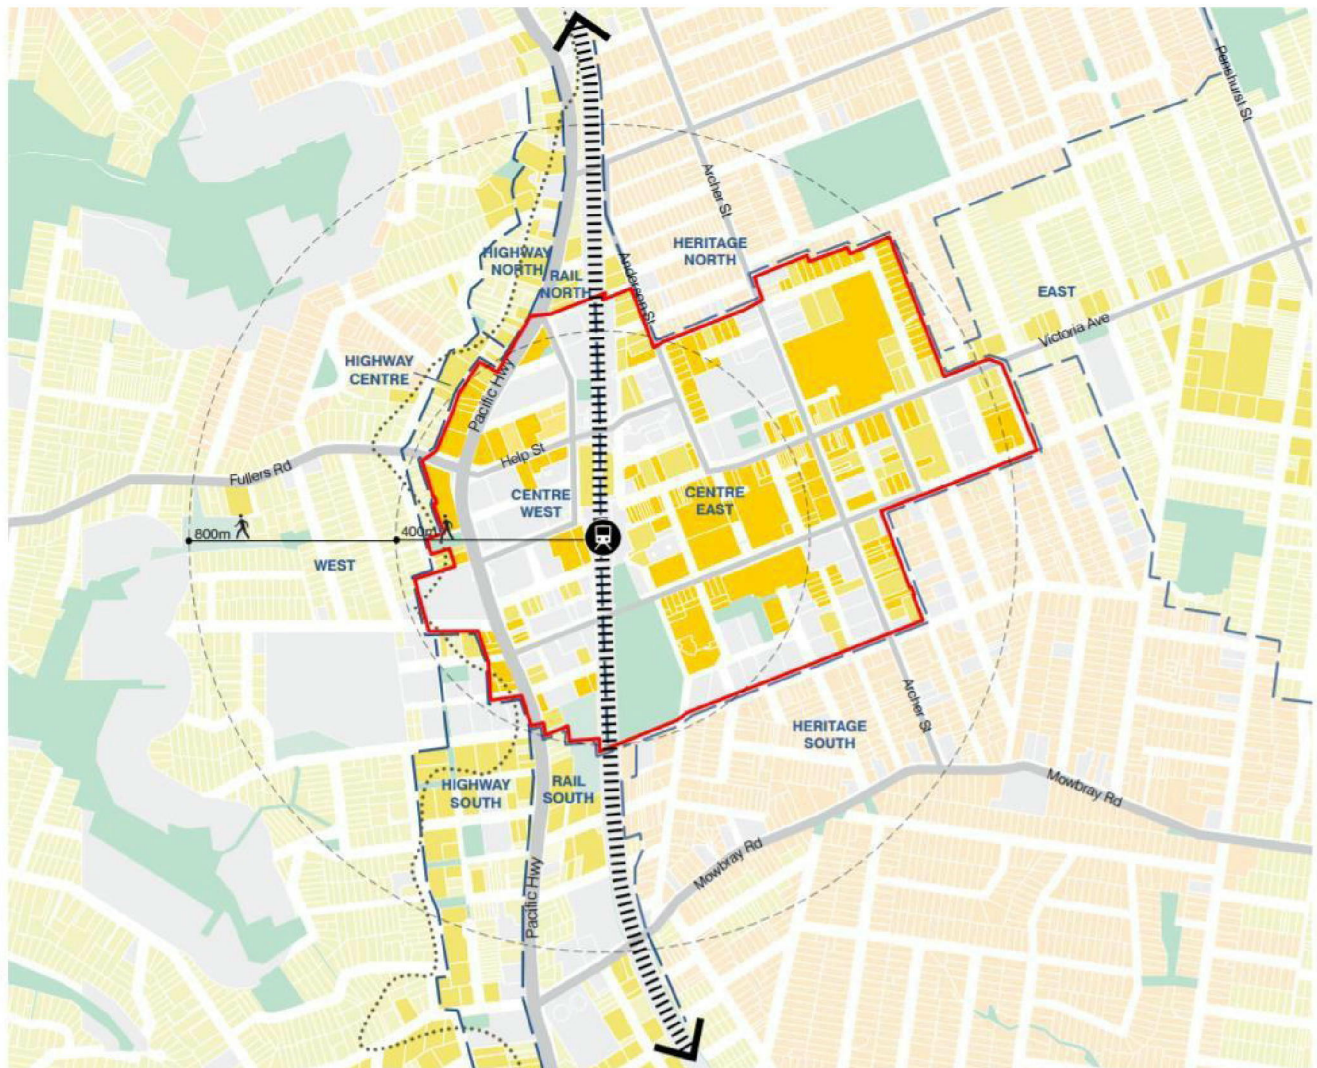 Penshurst St
Archer St
HERITAGE
NORTH
HIGHWAY
NORTH
RAIL
NORTH
Anderson St
EAST
Victoria Ave
HIGHWAY
CENTRE
Pacific Hwy
Help St
Fullers Rd
CENTRE
WEST
CENTRE
EAST
800m
400m
WEST
Archer St
HERITAGE
SOUTH
HIGHWAY
SOUTH
RAIL
SOUTH
Mowbray Rd
Mowbray Rd
Pacific Hwy